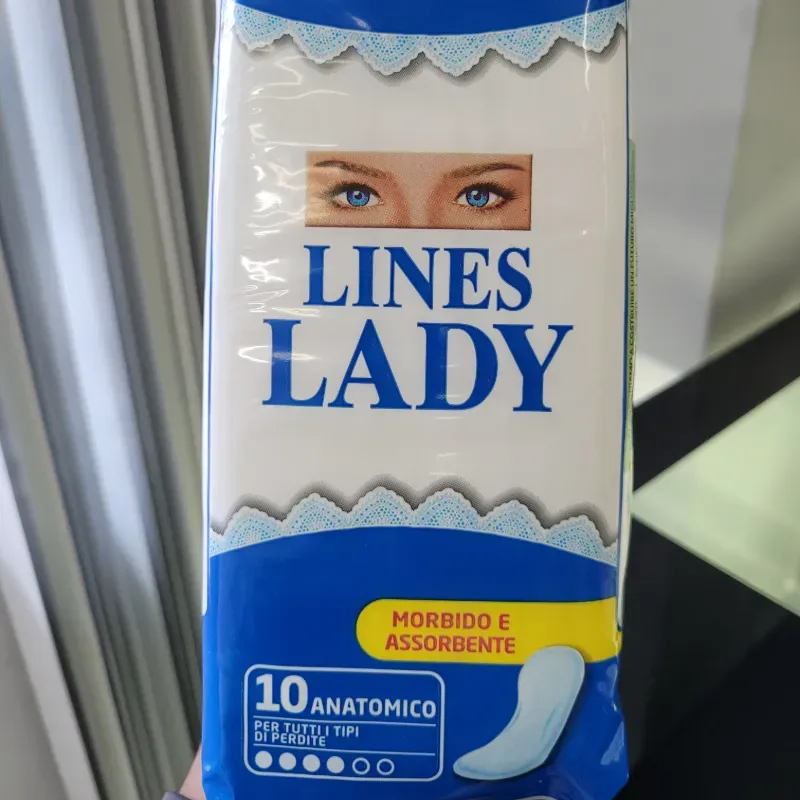 LINES
LADY
MORBIDO E
ASSORBENTE
10 ANATOMICO
PER TUTTI I TIPI
DI PERDITE